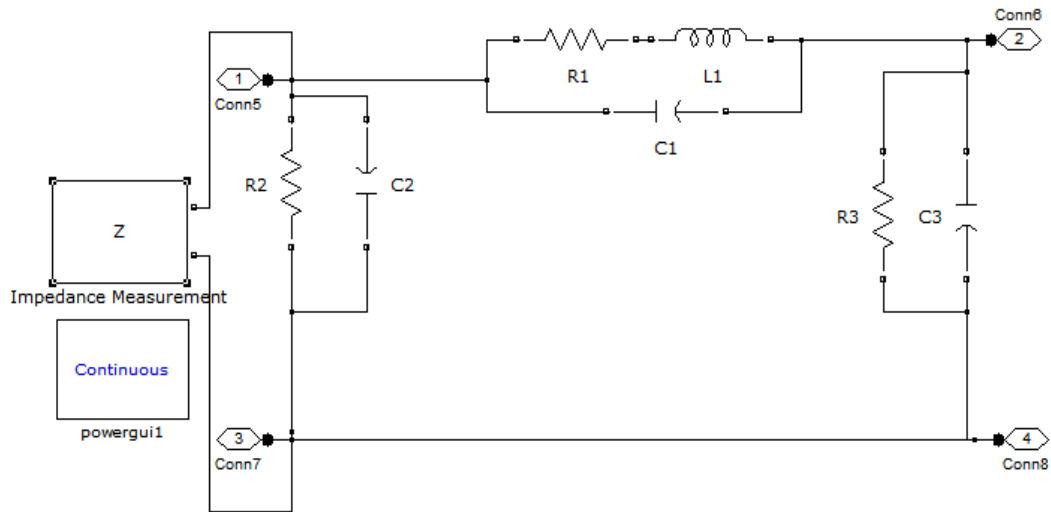 Conn6
1
2
R1
L1
Conn5
C1
R2
C2
R3
C3
Z
Impedance Measurement
Continuous
powergui1
3
4
Conn7
Conn8